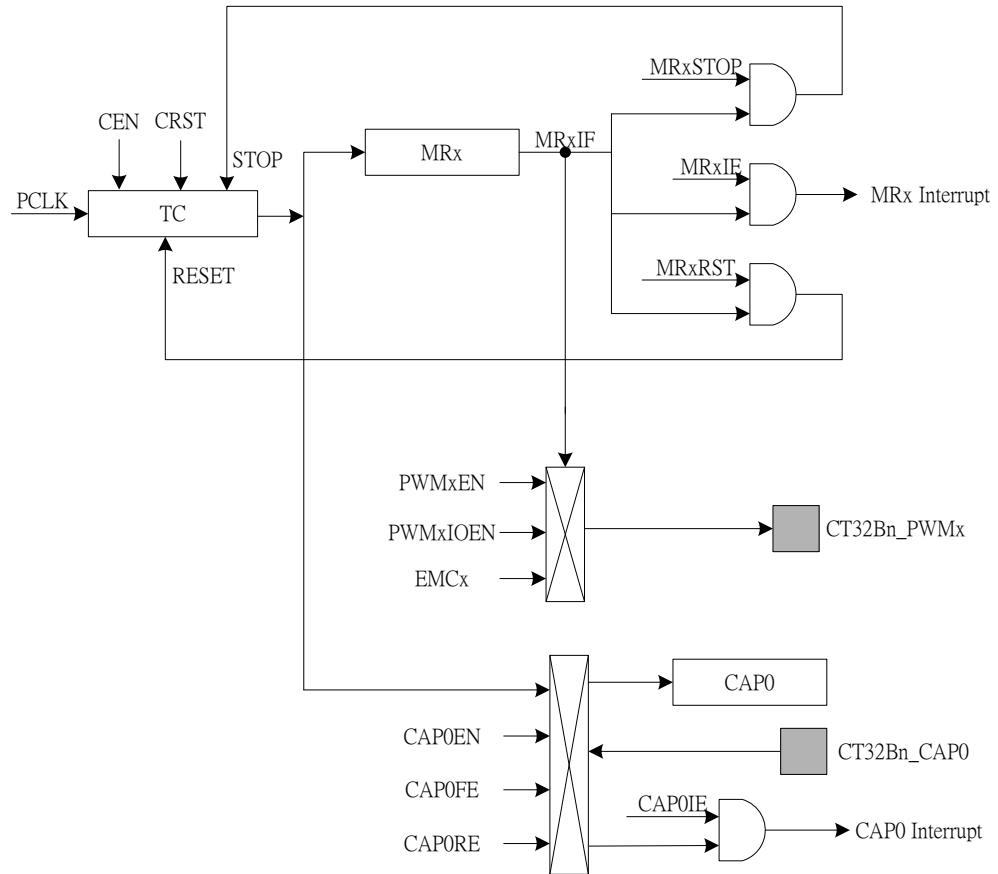 MRxSTOP
CEN
CRST
STOP
MRx
MRxIF
MRxIE
MRx Interrupt
PCLK
TC
RESET
MRxRST
PWMxEN
PWMxIOEN
CT32Bn_PWMx
EMCx
CAP0
CAP0EN
CT32Bn_CAP0
CAP0FE
CAP0IE
CAP0RE
CAP0 Interrupt